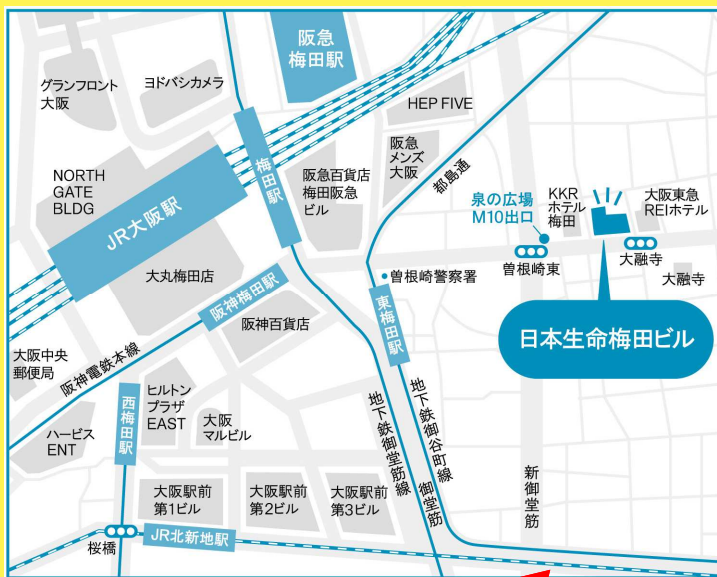 阪急
梅田駅
グランフロント
大阪
ヨドバシカメラ
HEP FIVE
NORTH
GATE
BLDG
梅田駅
阪急百貨店
梅田阪急
ビル
阪急
メンズ
大阪
都島通
JR大阪駅
泉の広場
M10出口
KKR
ホテル
梅田
大阪東急
REIホテル
大丸梅田店
阪神梅田駅
曽根崎警察署
曽根崎東
大融寺
大融寺
阪神百貨店
東梅田駅
日本生命梅田ビル
大阪中央
郵便局
阪神電鉄本線
西梅田駅
ヒルトン
プラザ
EAST
大阪
マルビル
ハービス
ENT
地下鉄御堂筋線
地下鉄御谷町線
御堂筋
新御堂筋
大阪駅前
第1ビル
大阪駅前
第2ビル
大阪駅前
第3ビル
桜橋
JR北新地駅